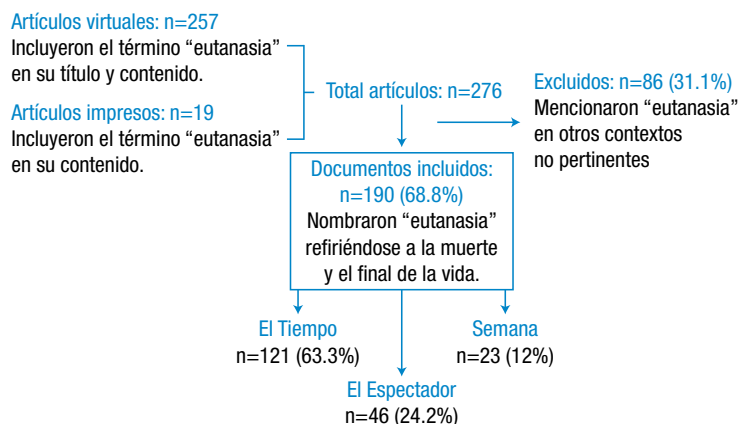 Artículos virtuales: n=257
Incluyeron el término “eutanasia”
en su título y contenido.
Artículos impresos: n=19
Incluyeron el término “eutanasia”
en su contenido.
Total artículos: n=276
Excluidos: n=86 (31.1%)
Mencionaron “eutanasia”
en otros contextos
no pertinentes
Documentos incluidos:
n=190 (68.8%)
Nombraron “eutanasia”
refiriéndose a la muerte
y el final de la vida.
El Tiempo
n=121 (63.3%)
El Espectador
n=46 (24.2%)
Semana
n=23 (12%)